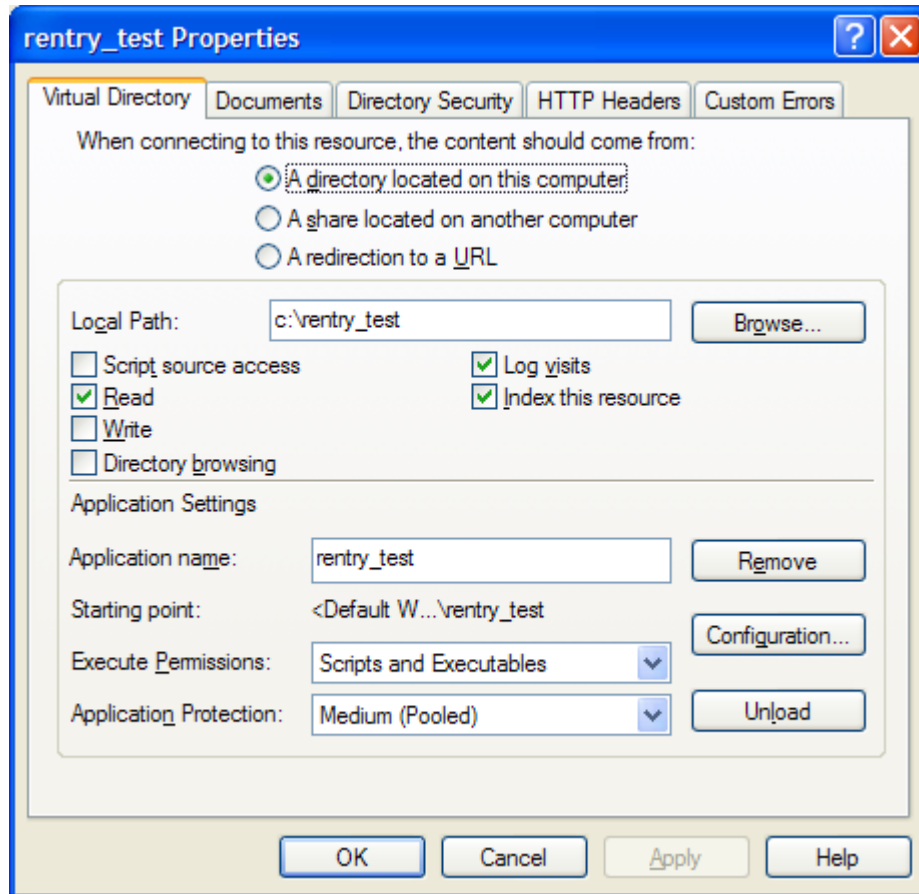 rentry_test Properties
Virtual Directory Documents Directory Security HTTP Headers Custom Errors
When connecting to this resource, the content should come from:
A directory located on this computer
A share located on another computer
A redirection to a URL
Local Path: c:\rentry_test Browse...
Script source access Log visits
Read Index this resource
Write
Directory browsing
Application Settings
Application name: rentry_test Remove
Starting point: <Default W...\rentry_test
Configuration...
Execute Permissions: Scripts and Executables
Application Protection: Medium (Pooled) Unload
OK Cancel Apply Help